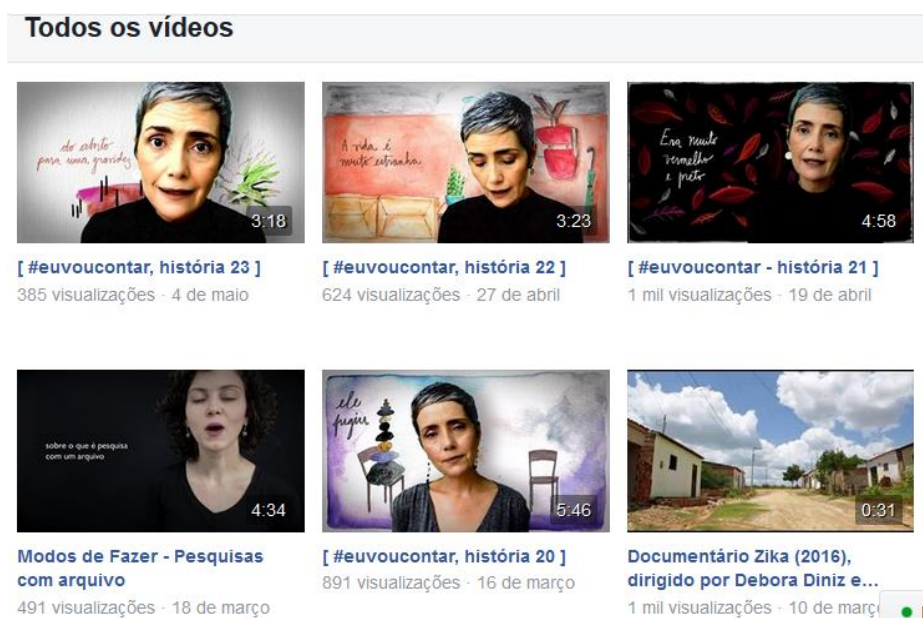 Todos os vídeos
do aborto
para uma gravidez
3:18
A vida é
muito estranha
3:23
Era muito
vermelho
e preto
4:58
[ #euvoucontar, história 23 ]
385 visualizações · 4 de maio
[ #euvoucontar, história 22 ]
624 visualizações · 27 de abril
[ #euvoucontar - história 21 ]
1 mil visualizações · 19 de abril
sobre o que é pesquisa
com um arquivo
4:34
ele
fugiu
5:46
0:31
Modos de Fazer - Pesquisas
com arquivo
491 visualizações · 18 de março
[ #euvoucontar, história 20 ]
891 visualizações · 16 de março
Documentário Zika (2016),
dirigido por Debora Diniz e...
1 mil visualizações · 10 de març